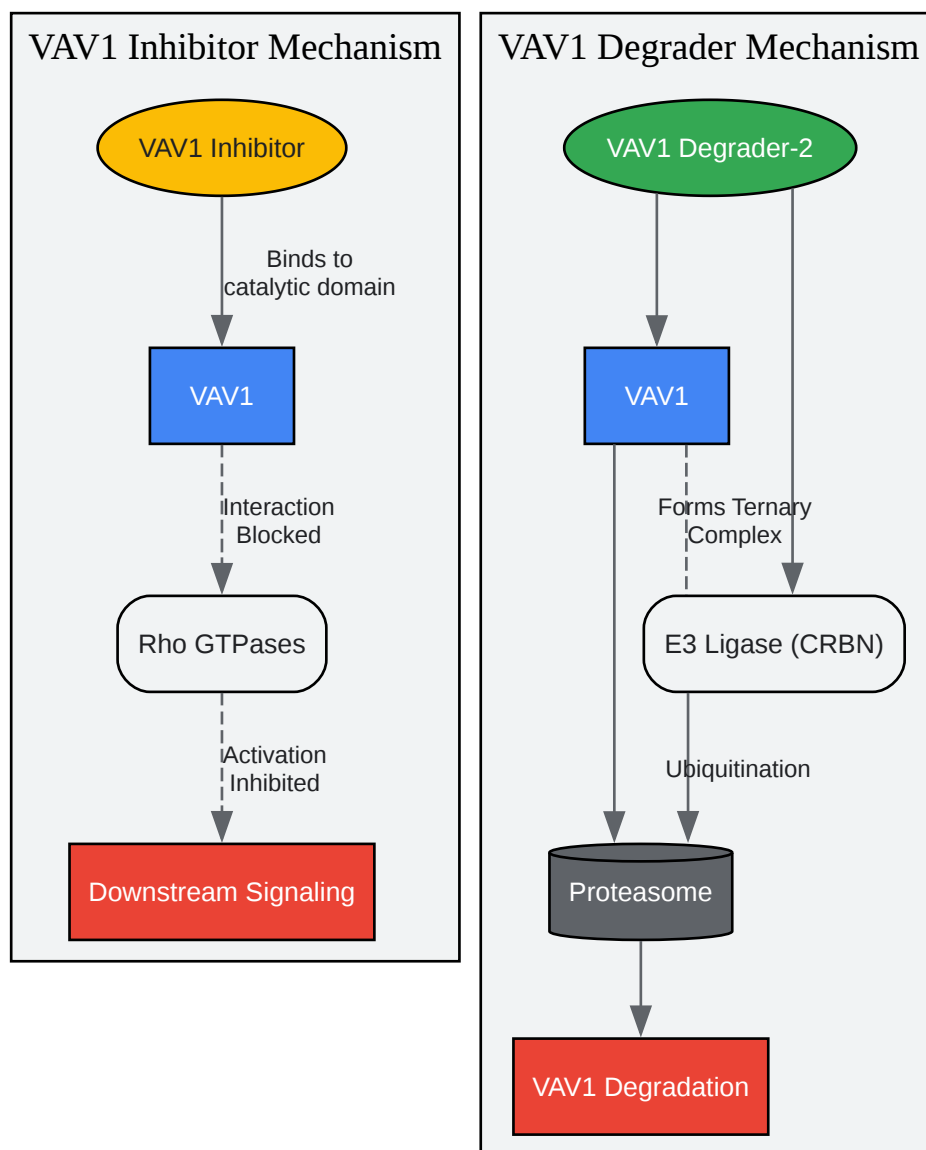 VAV1 Inhibitor Mechanism
VAV1 Inhibitor
Binds to
catalytic domain
VAV1
Interaction
Blocked
Rho GTPases
Activation
Inhibited
Downstream Signaling
VAV1 Degrader Mechanism
VAV1 Degrader-2
VAV1
Forms Ternary
Complex
E3 Ligase (CRBN)
Ubiquitination
Proteasome
VAV1 Degradation